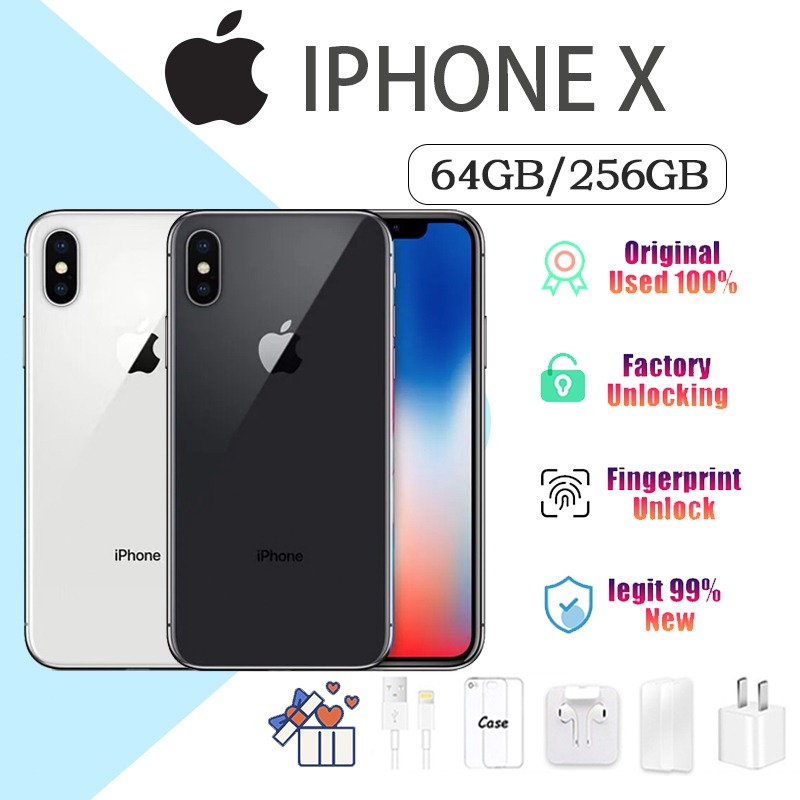 IPHONE X
64GB/256GB
Original
Used 100%
Factory
Unlocking
Fingerprint
Unlock
legit 99%
New
iPhone
iPhone
Case